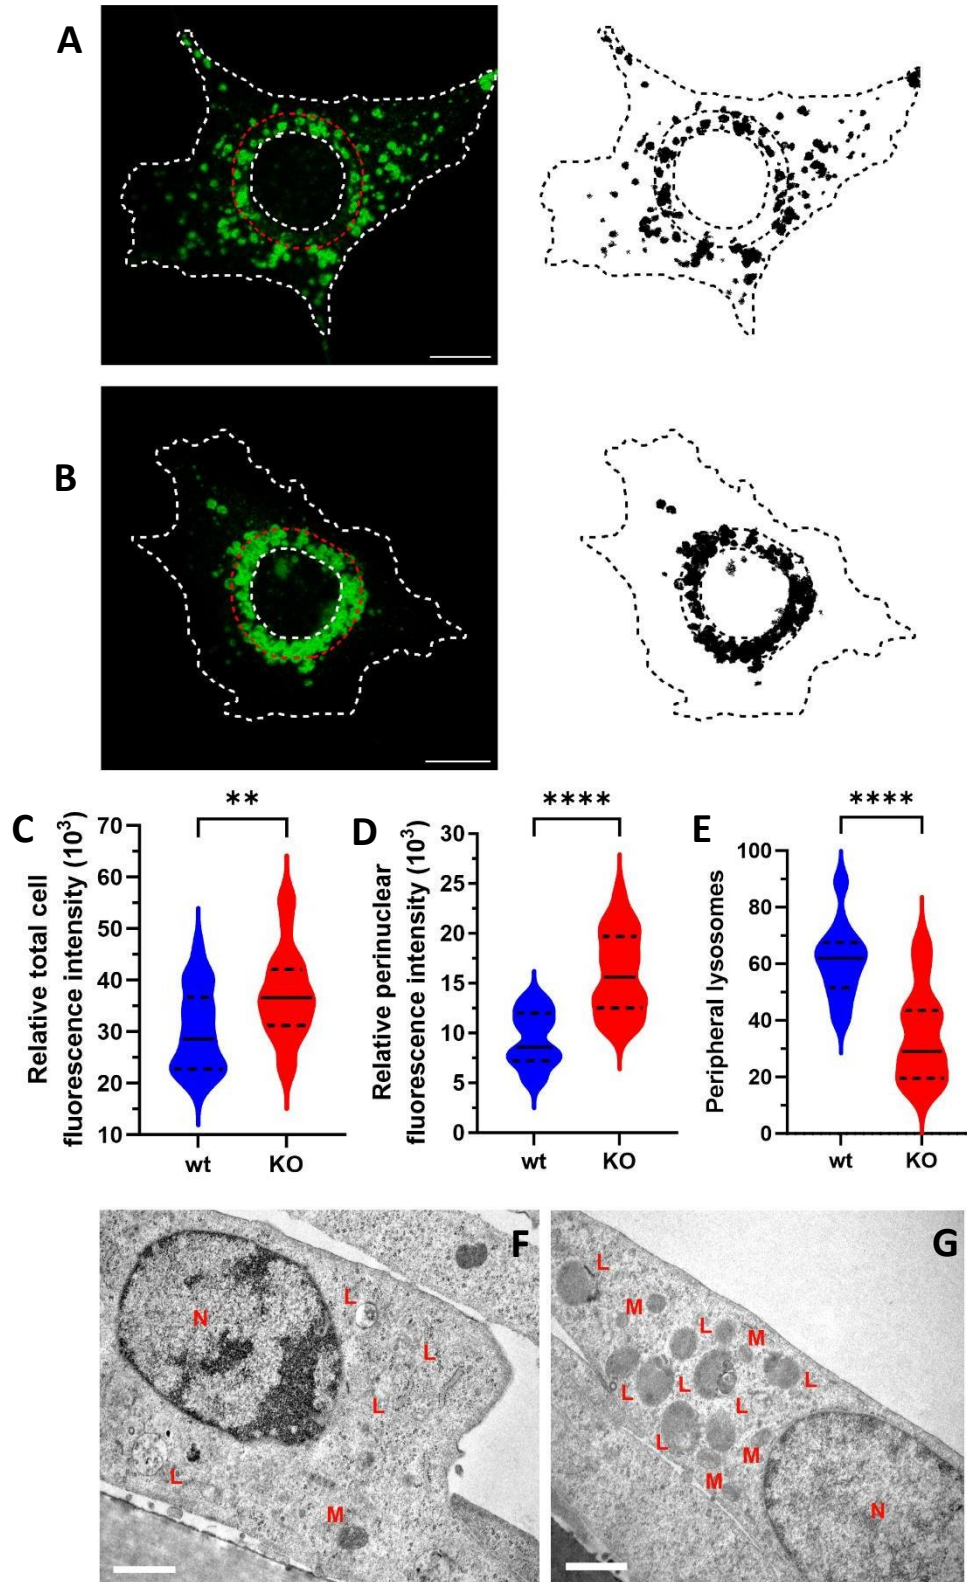 A
B
C
**
Relative total cell
fluorescence intensity (10³)
70
60
50
40
30
20
10
wt
KO
D
****
Relative perinuclear
fluorescence intensity (10³)
30
25
20
15
10
5
0
wt
KO
E
****
Peripheral lysosomes
100
80
60
40
20
0
wt
KO
F
N
L
L
L
L
M
G
L
M
L
M
L
L
L
L
M
M
N